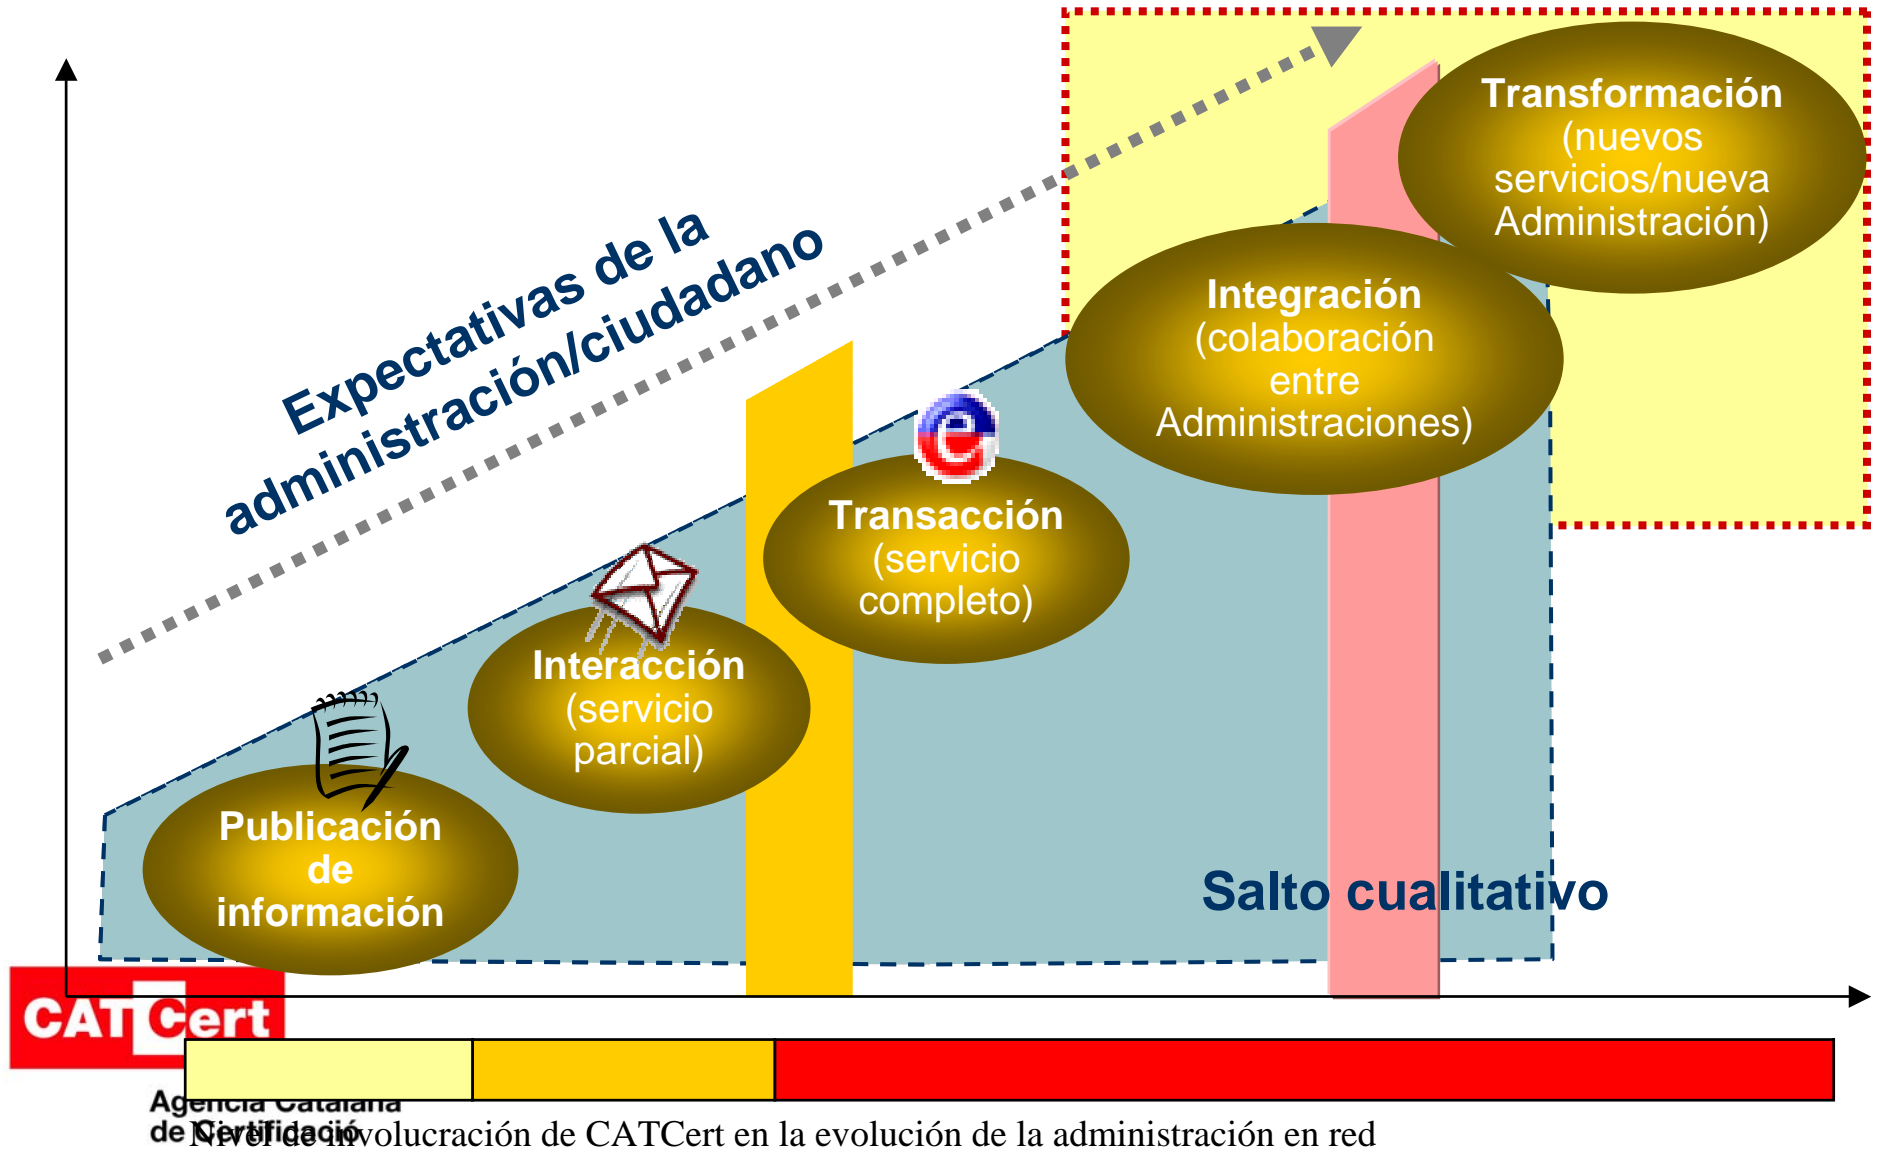 Transformación
(nuevos
servicios/nueva
Administración)
Expectativas de la
administración/ciudadano
Integración
(colaboración
entre
Administraciones)
Transacción
(servicio
completo)
Interacción
(servicio
parcial)
Publicación
de
información
Salto cualitativo
CATCert
Agència Catalana
de Certificació
Nivel de involucración de CATCert en la evolución de la administración en red